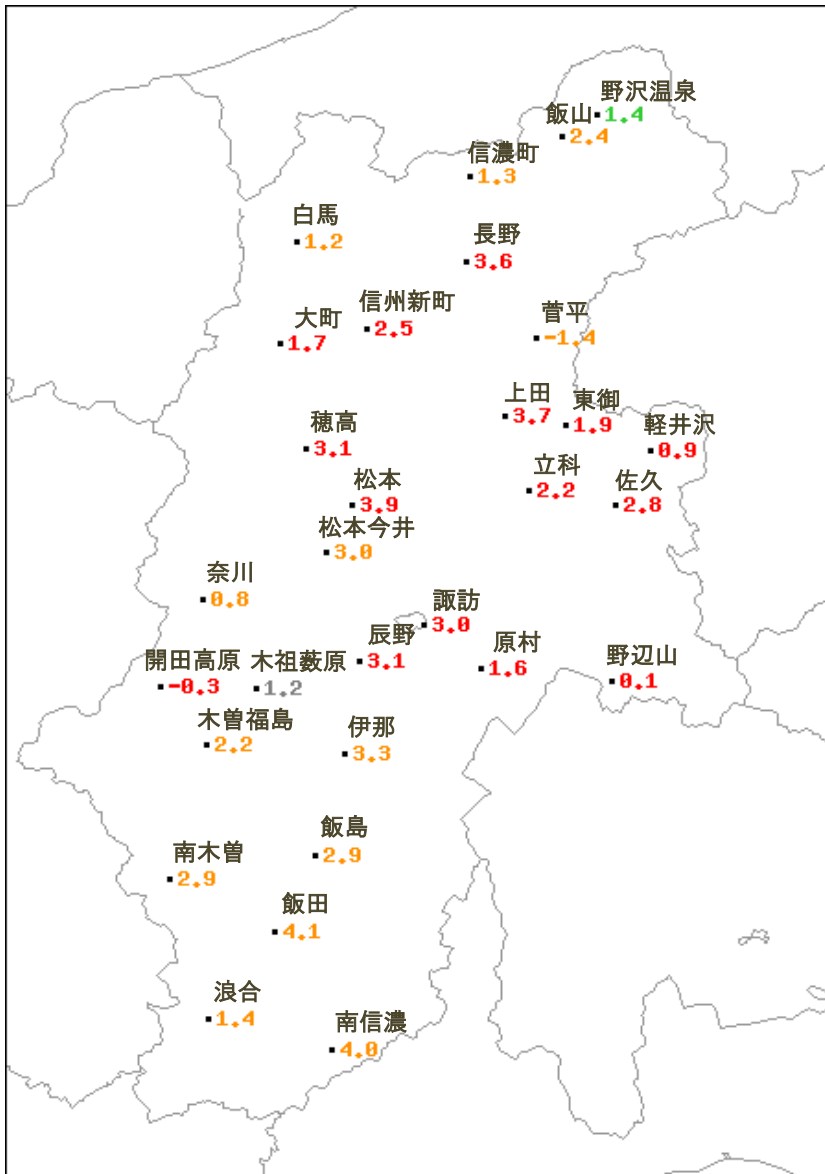 野沢温泉
1.4
飯山
2.4
信濃町
1.3
白馬
1.2
長野
3.6
信州新町
2.5
大町
1.7
菅平
-1.4
上田
3.7
東御
1.9
軽井沢
0.9
穂高
3.1
立科
2.2
佐久
2.8
松本
3.9
松本今井
3.0
奈川
0.8
諏訪
3.0
辰野
3.1
原村
1.6
野辺山
0.1
開田高原
-0.3
木祖薮原
1.2
木曽福島
2.2
伊那
3.3
飯島
2.9
南木曽
2.9
飯田
4.1
浪合
1.4
南信濃
4.0